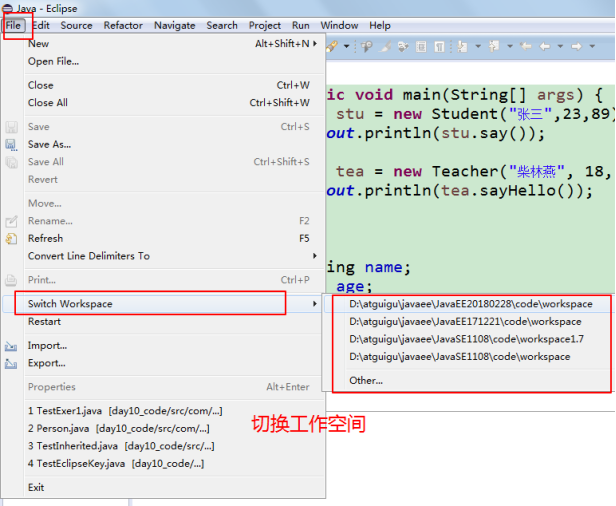 Java - Eclipse
File Edit Source Refactor Navigate Search Project Run Window Help
New Alt+Shift+N
Open File...
Close Ctrl+W
Close All Ctrl+Shift+W
Save Ctrl+S
Save As...
Save All Ctrl+Shift+S
Revert
Move...
Rename... F2
Refresh F5
Convert Line Delimiters To
Print... Ctrl+P
Switch Workspace
Restart
Import...
Export...
Properties Alt+Enter
1 TestExer1.java [day10_code/src/com/...]
2 Person.java [day10_code/src/com/...]
3 TestInherited.java [day10_code/src/...]
4 TestEclipseKey.java [day10_code/...]
Exit
ic void main(String[] args) {
stu = new Student("张三",23,89)
out.println(stu.say());
tea = new Teacher("柴林燕", 18,
out.println(tea.sayHello());
ing name;
age;
D:\atguigu\javaee\JavaEE20180228\code\workspace
D:\atguigu\javaee\JavaEE171221\code\workspace
D:\atguigu\javaee\JavaSE1108\code\workspace1.7
D:\atguigu\javaee\JavaSE1108\code\workspace
Other...
切换工作空间